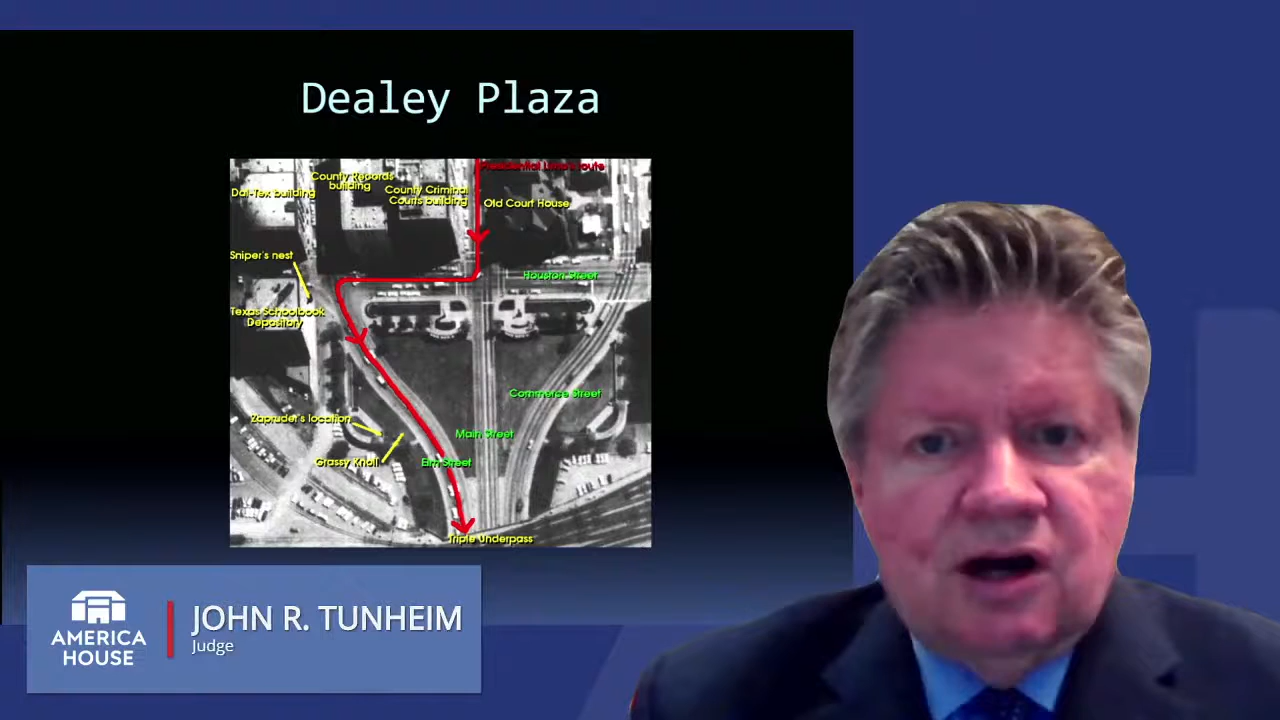 Dealey Plaza
Presidential Limo route
County Records
building
Dal-Tex building
County Criminal
Courts building
Old Court House
Sniper's nest
Houston Street
Texas Schoolbook
Depository
Commerce Street
Zapruder's location
Main Street
Grassy Knoll
Elm Street
Triple Underpass
JOHN R. TUNHEIM
Judge
AMERICA
HOUSE